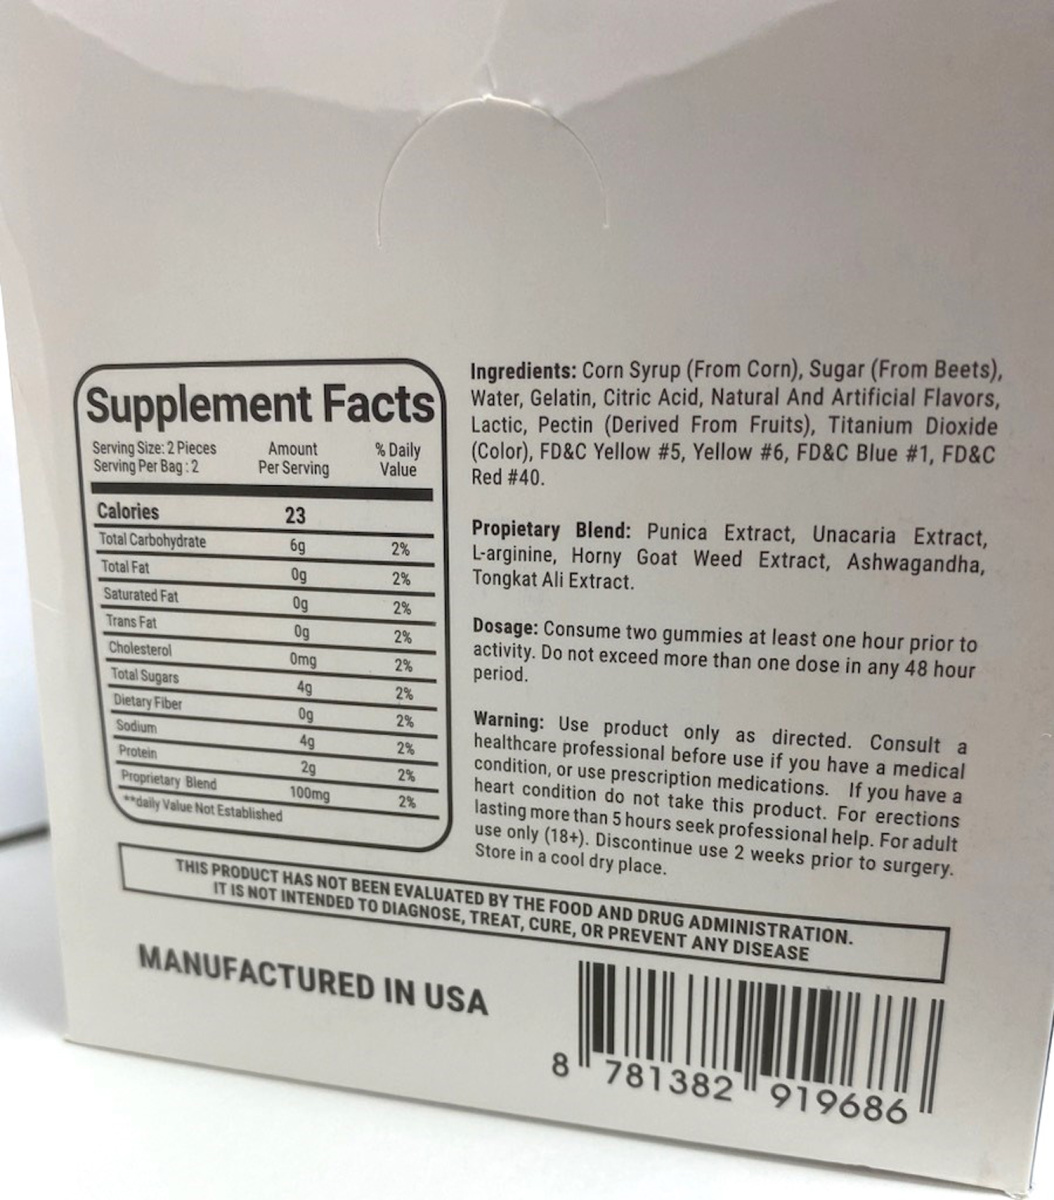 Supplement Facts
Serving Size: 2 Pieces
Serving Per Bag : 2
Amount
Per Serving
% Daily
Value
Calories 23
Total Carbohydrate 6g 2%
Total Fat 0g 2%
Saturated Fat 0g 2%
Trans Fat 0g 2%
Cholesterol 0mg 2%
Total Sugars 4g 2%
Dietary Fiber 0g 2%
Sodium 4g 2%
Protein 2g 2%
Proprietary Blend 100mg 2%
**daily Value Not Established
Ingredients: Corn Syrup (From Corn), Sugar (From Beets),
Water, Gelatin, Citric Acid, Natural And Artificial Flavors,
Lactic, Pectin (Derived From Fruits), Titanium Dioxide
(Color), FD&C Yellow #5, Yellow #6, FD&C Blue #1, FD&C
Red #40.
Propietary Blend: Punica Extract, Unacaria Extract,
L-arginine, Horny Goat Weed Extract, Ashwagandha,
Tongkat Ali Extract.
Dosage: Consume two gummies at least one hour prior to
activity. Do not exceed more than one dose in any 48 hour
period.
Warning: Use product only as directed. Consult a
healthcare professional before use if you have a medical
condition, or use prescription medications. If you have a
heart condition do not take this product. For erections
lasting more than 5 hours seek professional help. For adult
use only (18+). Discontinue use 2 weeks prior to surgery.
Store in a cool dry place.
THIS PRODUCT HAS NOT BEEN EVALUATED BY THE FOOD AND DRUG ADMINISTRATION.
IT IS NOT INTENDED TO DIAGNOSE, TREAT, CURE, OR PREVENT ANY DISEASE
MANUFACTURED IN USA
8 781382 919686